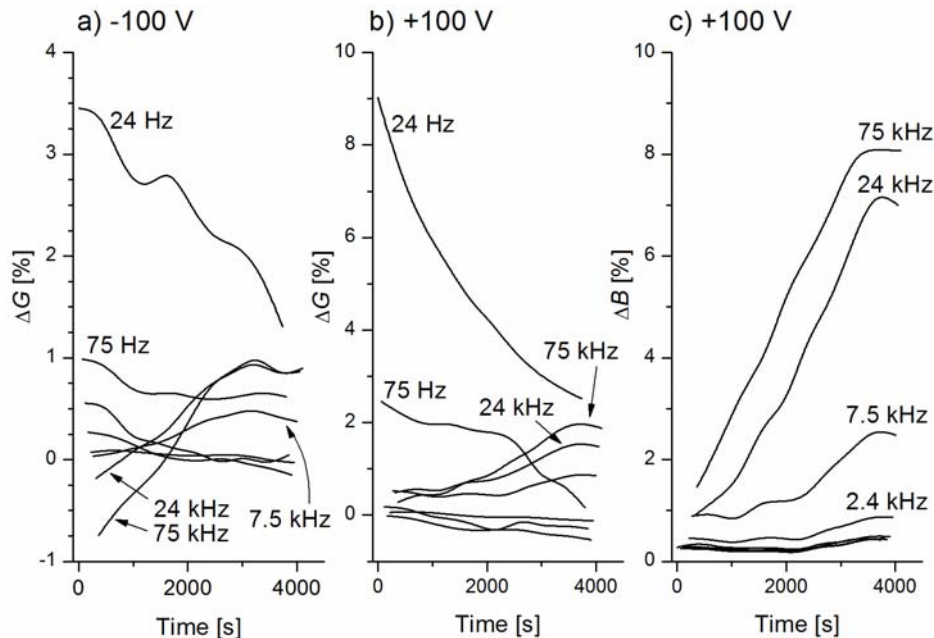 a) -100 V
4
3
2
1
0
-1
ΔG [%]
24 Hz
75 Hz
24 kHz
75 kHz
7.5 kHz
0 2000 4000
Time [s]
b) +100 V
10
8
6
4
2
0
ΔG [%]
24 Hz
75 Hz
75 kHz
24 kHz
0 2000 4000
Time [s]
c) +100 V
10
8
6
4
2
0
ΔB [%]
75 kHz
24 kHz
7.5 kHz
2.4 kHz
0 2000 4000
Time [s]